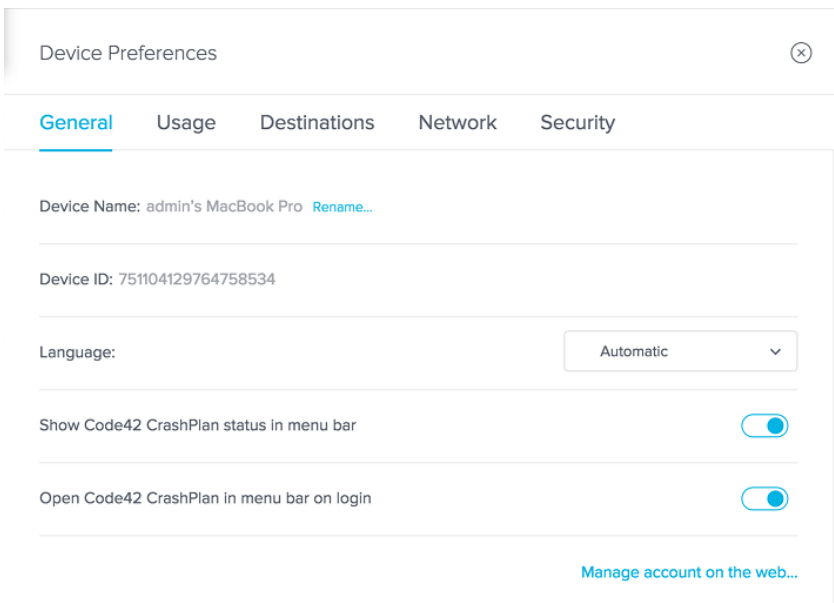 Device Preferences
General Usage Destinations Network Security
Device Name: admin's MacBook Pro Rename...
Device ID: 751104129764758534
Language: Automatic
Show Code42 CrashPlan status in menu bar
Open Code42 CrashPlan in menu bar on login
Manage account on the web...